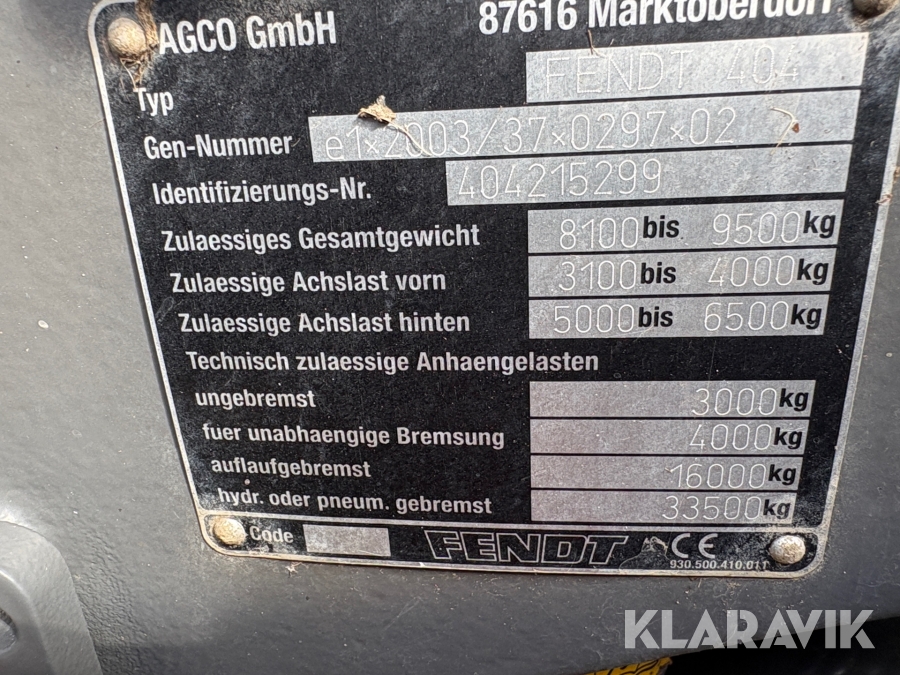 AGCO GmbH 87616 Marktoberdorf
Typ FENDT 404
Gen-Nummer e1*2003/37*0297*02
Identifizierungs-Nr. 404215299
Zulaessiges Gesamtgewicht 8100 bis 9500 kg
Zulaessige Achslast vorn 3100 bis 4000 kg
Zulaessige Achslast hinten 5000 bis 6500 kg
Technisch zulaessige Anhaengelasten
ungebremst 3000 kg
fuer unabhaengige Bremsung 4000 kg
auflaufgebremst 16000 kg
hydr. oder pneum. gebremst 33500 kg
Code FENDT CE
930.500.410.011
KLARAVIK